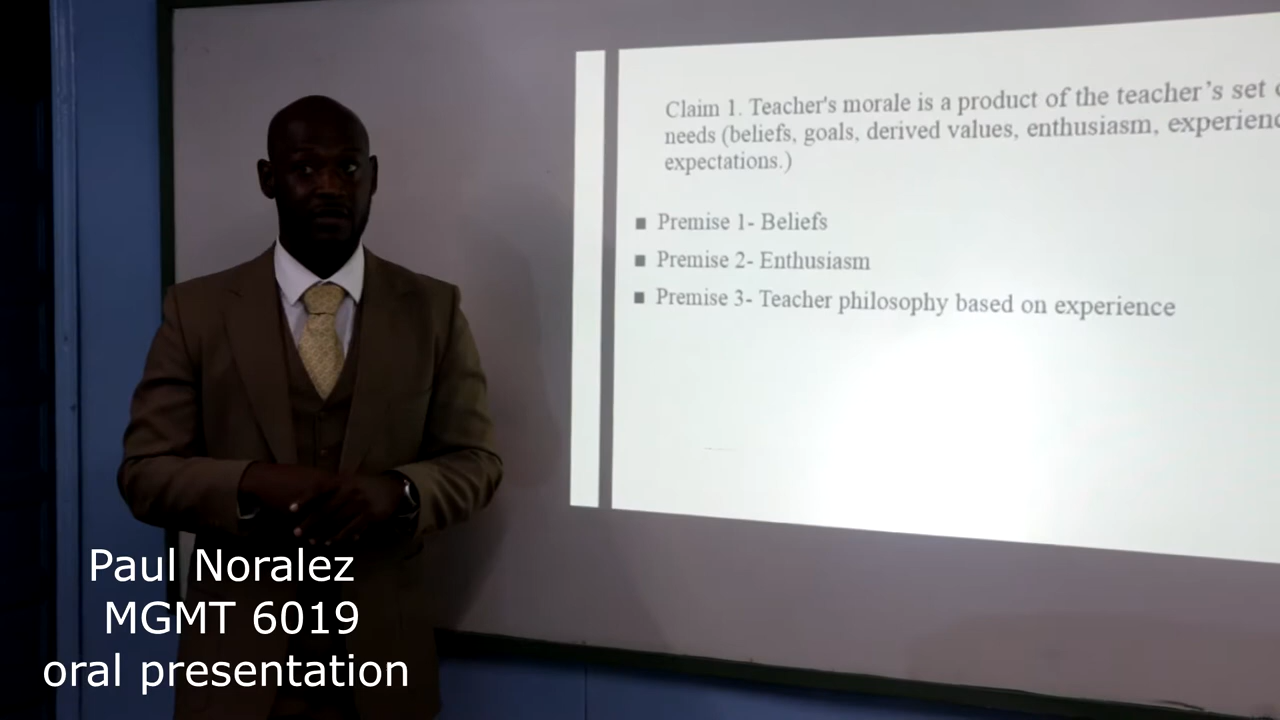 Claim 1. Teacher's morale is a product of the teacher's set
needs (beliefs, goals, derived values, enthusiasm,
expectations.)
■ Premise 1- Beliefs
■ Premise 2- Enthusiasm
■ Premise 3- Teacher philosophy based on experience
Paul Noralez
MGMT 6019
oral presentation